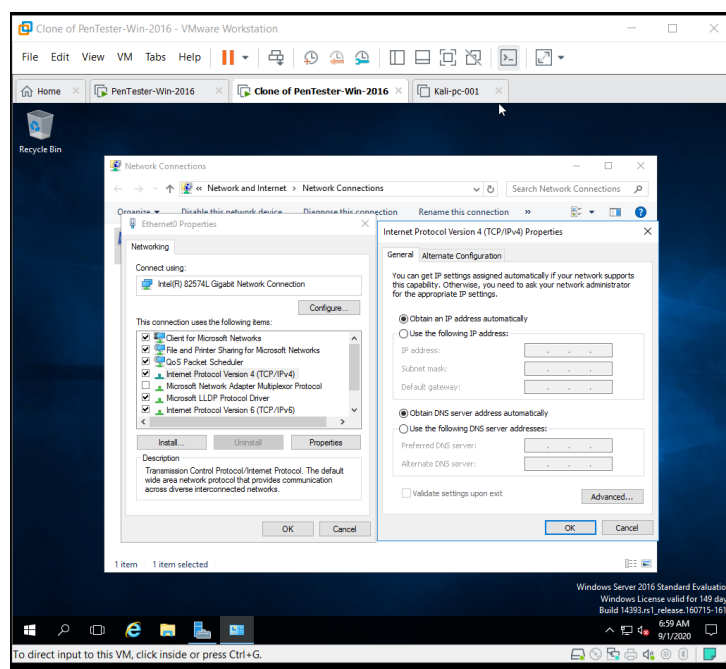 Clone of PenTester-Win-2016 - VMware Workstation
File Edit View VM Tabs Help
Home PenTester-Win-2016 Clone of PenTester-Win-2016 Kali-pc-001
Recycle Bin
Network Connections
« Network and Internet > Network Connections Search Network Connections
Organize Disable this network device Diagnose this connection Rename this connection »
Ethernet0 Properties
Networking
Connect using:
Intel(R) 82574L Gigabit Network Connection
Configure...
This connection uses the following items:
Client for Microsoft Networks
File and Printer Sharing for Microsoft Networks
QoS Packet Scheduler
Internet Protocol Version 4 (TCP/IPv4)
Microsoft Network Adapter Multiplexor Protocol
Microsoft LLDP Protocol Driver
Internet Protocol Version 6 (TCP/IPv6)
Install... Uninstall Properties
Description
Transmission Control Protocol/Internet Protocol. The default
wide area network protocol that provides communication
across diverse interconnected networks.
OK Cancel
Internet Protocol Version 4 (TCP/IPv4) Properties
General Alternate Configuration
You can get IP settings assigned automatically if your network supports
this capability. Otherwise, you need to ask your network administrator
for the appropriate IP settings.
Obtain an IP address automatically
Use the following IP address:
IP address:
Subnet mask:
Default gateway:
Obtain DNS server address automatically
Use the following DNS server addresses:
Preferred DNS server:
Alternate DNS server:
Validate settings upon exit
Advanced...
OK Cancel
1 item 1 item selected
Windows Server 2016 Standard Evaluatio
Windows License valid for 149 day
Build 14393.rs1_release.160715-161
6:59 AM
9/1/2020
To direct input to this VM, click inside or press Ctrl+G.